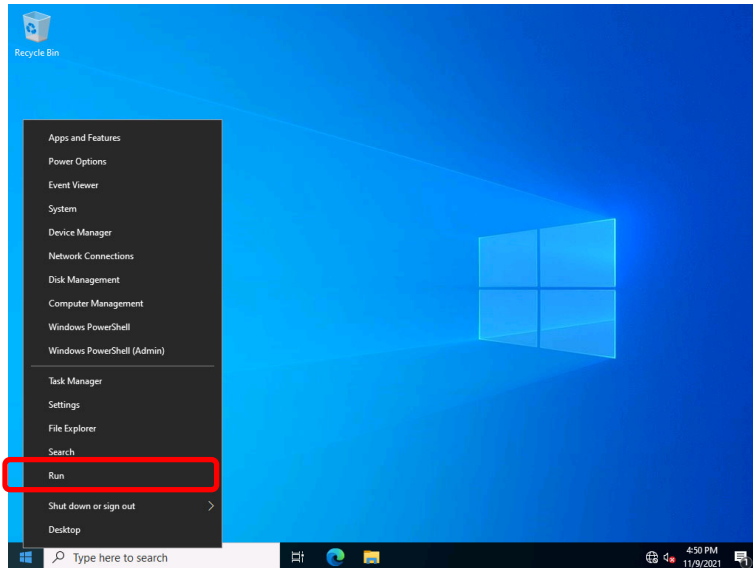 Recycle Bin
Apps and Features
Power Options
Event Viewer
System
Device Manager
Network Connections
Disk Management
Computer Management
Windows PowerShell
Windows PowerShell (Admin)
Task Manager
Settings
File Explorer
Search
Run
Shut down or sign out
Desktop
Type here to search
4:50 PM
11/9/2021